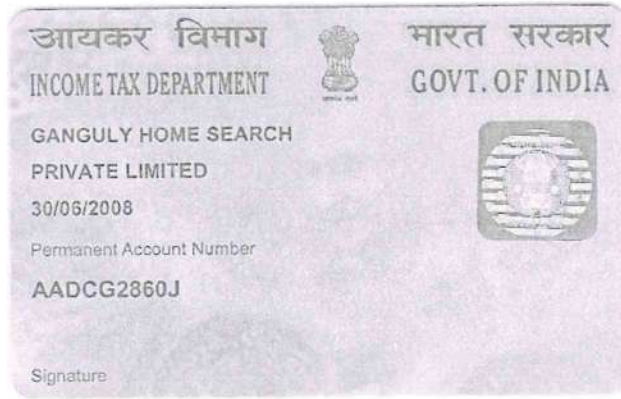 आयकर विभाग
भारत सरकार
INCOME TAX DEPARTMENT
GOVT. OF INDIA
GANGULY HOME SEARCH
PRIVATE LIMITED
30/06/2008
Permanent Account Number
AADCG2860J
Signature